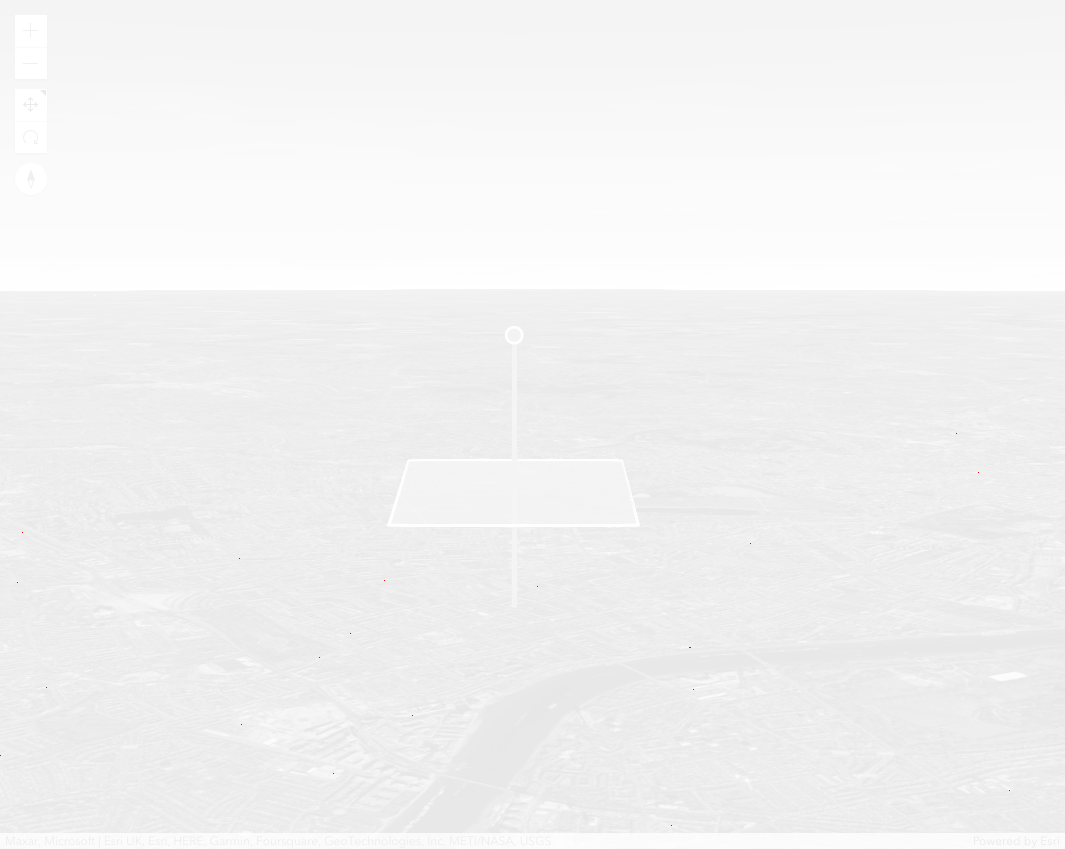 Maxar, Microsoft | Esri UK, Esri, HERE, Garmin, Foursquare, GeoTechnologies, Inc, METI/NASA, USGS
Powered by Esri